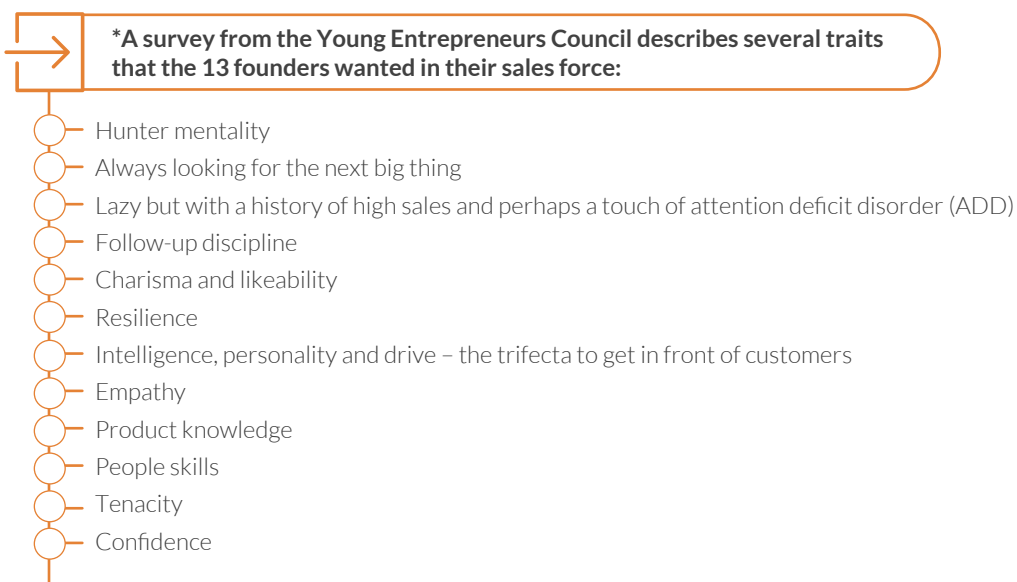 *A survey from the Young Entrepreneurs Council describes several traits
that the 13 founders wanted in their sales force:
Hunter mentality
Always looking for the next big thing
Lazy but with a history of high sales and perhaps a touch of attention deficit disorder (ADD)
Follow-up discipline
Charisma and likeability
Resilience
Intelligence, personality and drive – the trifecta to get in front of customers
Empathy
Product knowledge
People skills
Tenacity
Confidence